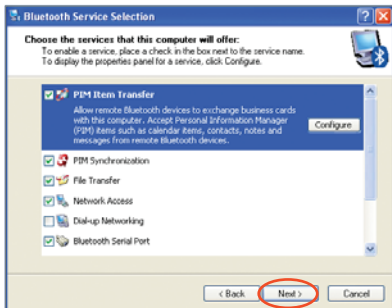 Bluetooth Service Selection
Choose the services that this computer will offer:
To enable a service, place a check in the box next to the service name.
To display the properties panel for a service, click Configure.
PIM Item Transfer
Allow remote Bluetooth devices to exchange business cards
with this computer. Accept Personal Information Manager
(PIM) items such as calendar items, contacts, notes and
messages from remote Bluetooth devices.
Configure
PIM Synchronization
File Transfer
Network Access
Dial-up Networking
Bluetooth Serial Port
< Back
Next >
Cancel